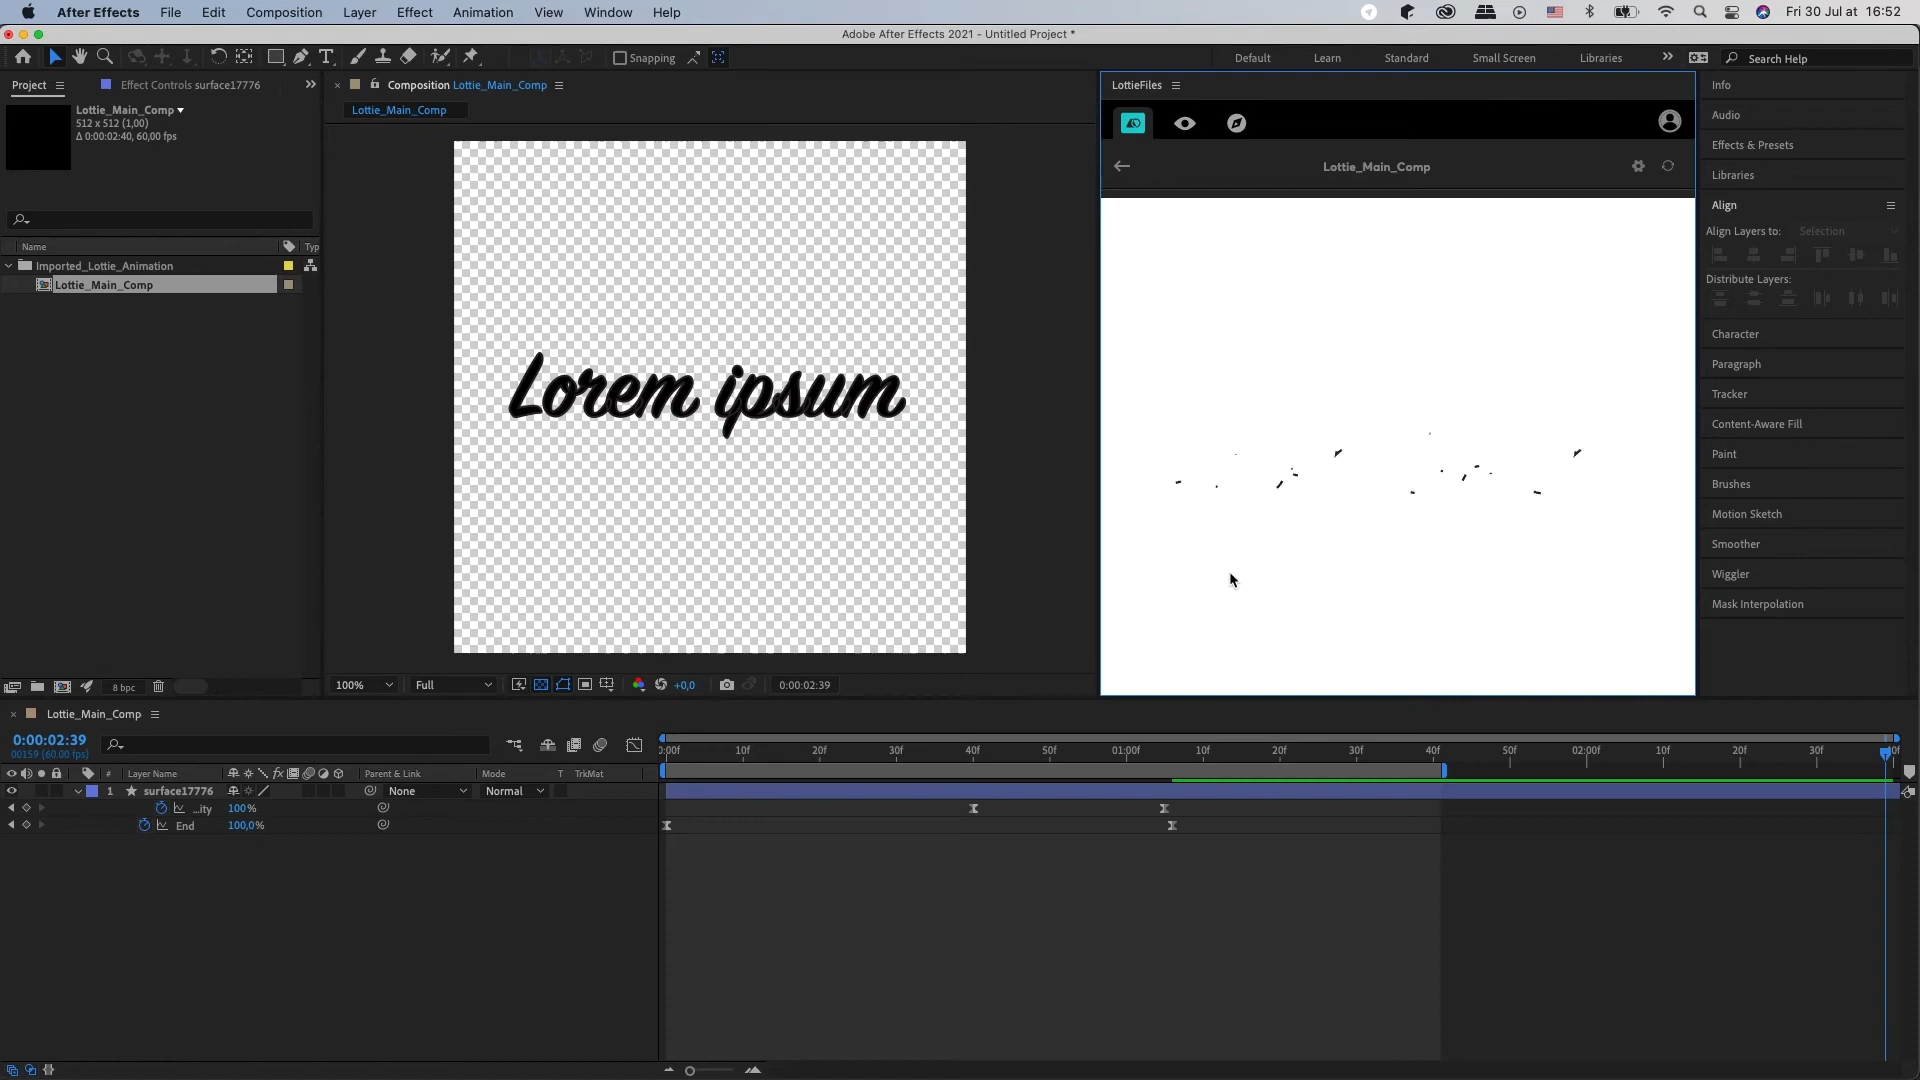 After Effects File Edit Composition Layer Effect Animation View Window Help Fri 30 Jul at 16:52
Adobe After Effects 2021 - Untitled Project *
Snapping Default Learn Standard Small Screen Libraries Search Help
Project Effect Controls surface17776
Lottie_Main_Comp
512 x 512 (1,00)
Δ 0:00:02:40, 60,00 fps
Name Typ
Imported_Lottie_Animation
Lottie_Main_Comp
8 bpc
Composition Lottie_Main_Comp
Lottie_Main_Comp
Lorem ipsum
100% Full +0,0 0:00:02:39
LottieFiles
Lottie_Main_Comp
Info
Audio
Effects & Presets
Libraries
Align
Align Layers to: Selection
Distribute Layers:
Character
Paragraph
Tracker
Content-Aware Fill
Paint
Brushes
Motion Sketch
Smoother
Wiggler
Mask Interpolation
Lottie_Main_Comp
0:00:02:39
00159 (60.00 fps)
0:00f 10f 20f 30f 40f 50f 01:00f 10f 20f 30f 40f 50f 02:00f 10f 20f 30f
# Layer Name fx Parent & Link Mode T TrkMat
1 surface17776 None Normal
...ity 100%
End 100,0%